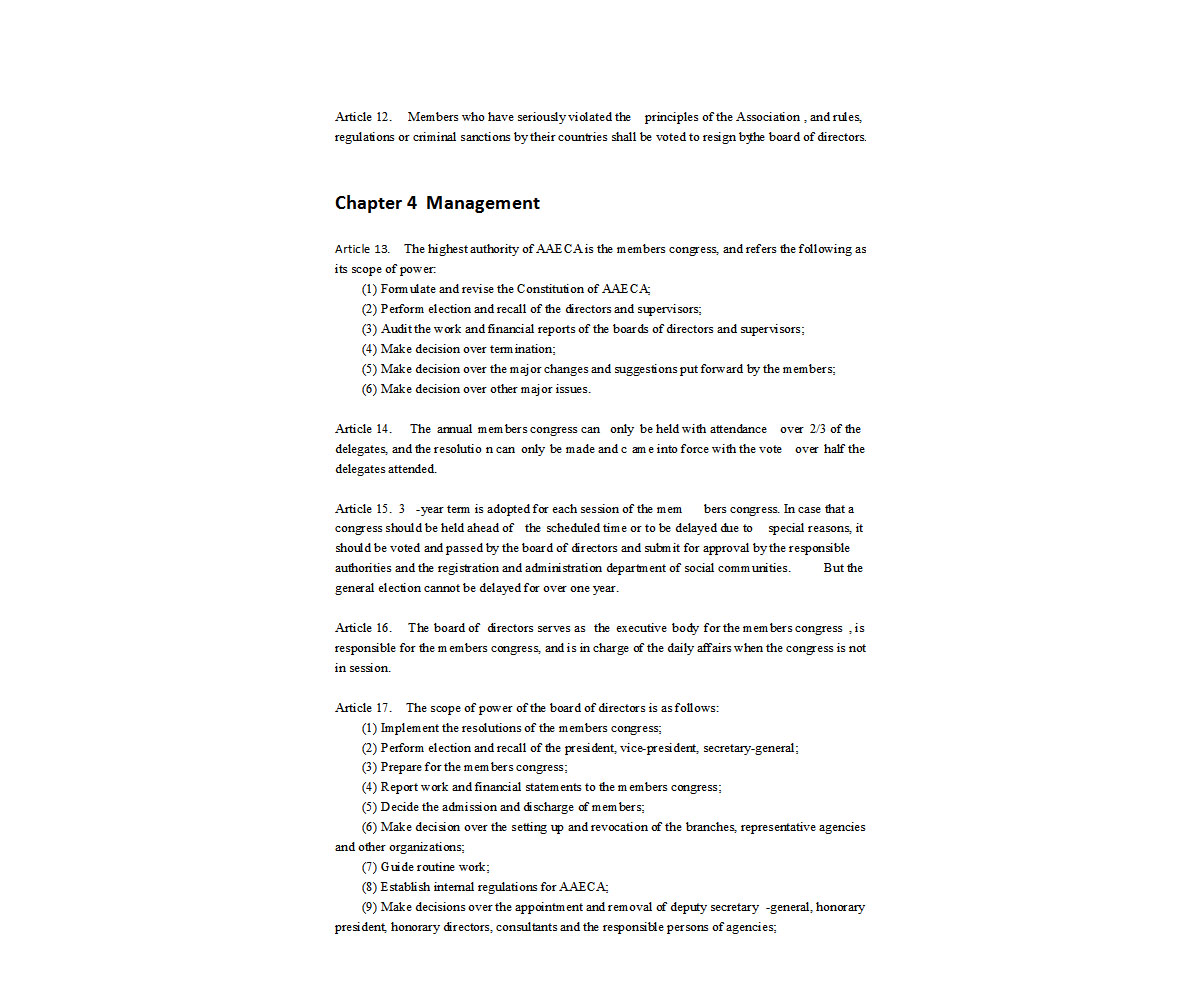 Article 12. Members who have seriously violated the principles of the Association , and rules,
regulations or criminal sanctions by their countries shall be voted to resign bythe board of directors.
Chapter 4 Management
Article 13. The highest authority of AAECA is the members congress, and refers the following as
its scope of power:
(1) Formulate and revise the Constitution of AAECA;
(2) Perform election and recall of the directors and supervisors;
(3) Audit the work and financial reports of the boards of directors and supervisors;
(4) Make decision over termination;
(5) Make decision over the major changes and suggestions put forward by the members;
(6) Make decision over other major issues.
Article 14. The annual members congress can only be held with attendance over 2/3 of the
delegates, and the resolutio n can only be made and c ame into force with the vote over half the
delegates attended.
Article 15. 3 -year term is adopted for each session of the mem bers congress. In case that a
congress should be held ahead of the scheduled time or to be delayed due to special reasons, it
should be voted and passed by the board of directors and submit for approval by the responsible
authorities and the registration and administration department of social communities. But the
general election cannot be delayed for over one year.
Article 16. The board of directors serves as the executive body for the members congress , is
responsible for the members congress, and is in charge of the daily affairs when the congress is not
in session.
Article 17. The scope of power of the board of directors is as follows:
(1) Implement the resolutions of the members congress;
(2) Perform election and recall of the president, vice-president, secretary-general;
(3) Prepare for the members congress;
(4) Report work and financial statements to the members congress;
(5) Decide the admission and discharge of members;
(6) Make decision over the setting up and revocation of the branches, representative agencies
and other organizations;
(7) Guide routine work;
(8) Establish internal regulations for AAECA;
(9) Make decisions over the appointment and removal of deputy secretary -general, honorary
president, honorary directors, consultants and the responsible persons of agencies;